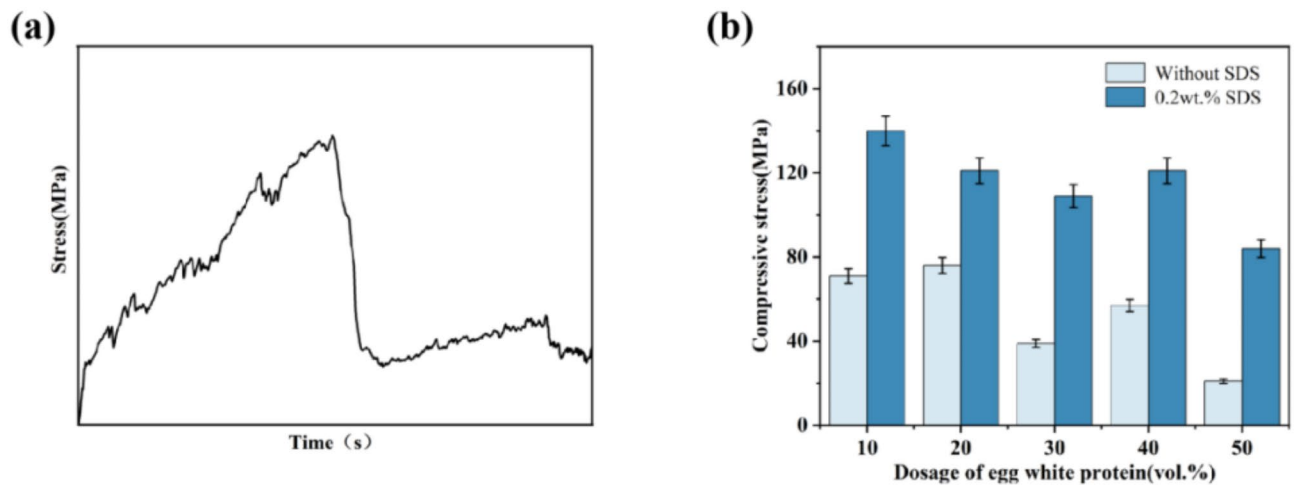 (a)
Stress(MPa)
Time（s）
(b)
Compressive stress(MPa)
160
120
80
40
0
Without SDS
0.2wt.% SDS
10 20 30 40 50
Dosage of egg white protein(vol.%)